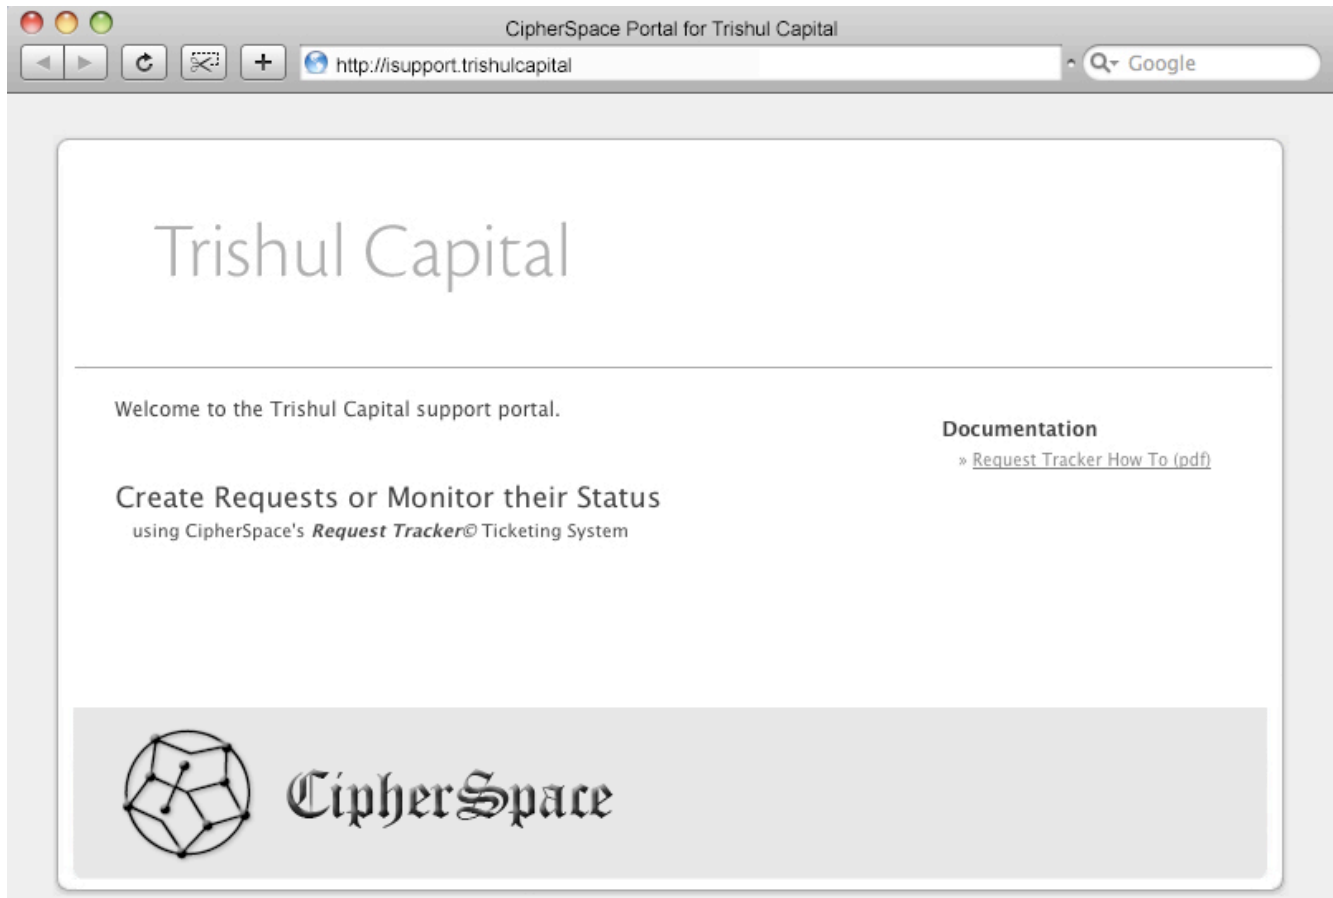 CipherSpace Portal for Trishul Capital
http://isupport.trishulcapital
Google
Trishul Capital
Welcome to the Trishul Capital support portal.
Documentation
» Request Tracker How To (pdf)
Create Requests or Monitor their Status
using CipherSpace's Request Tracker© Ticketing System
CipherSpace